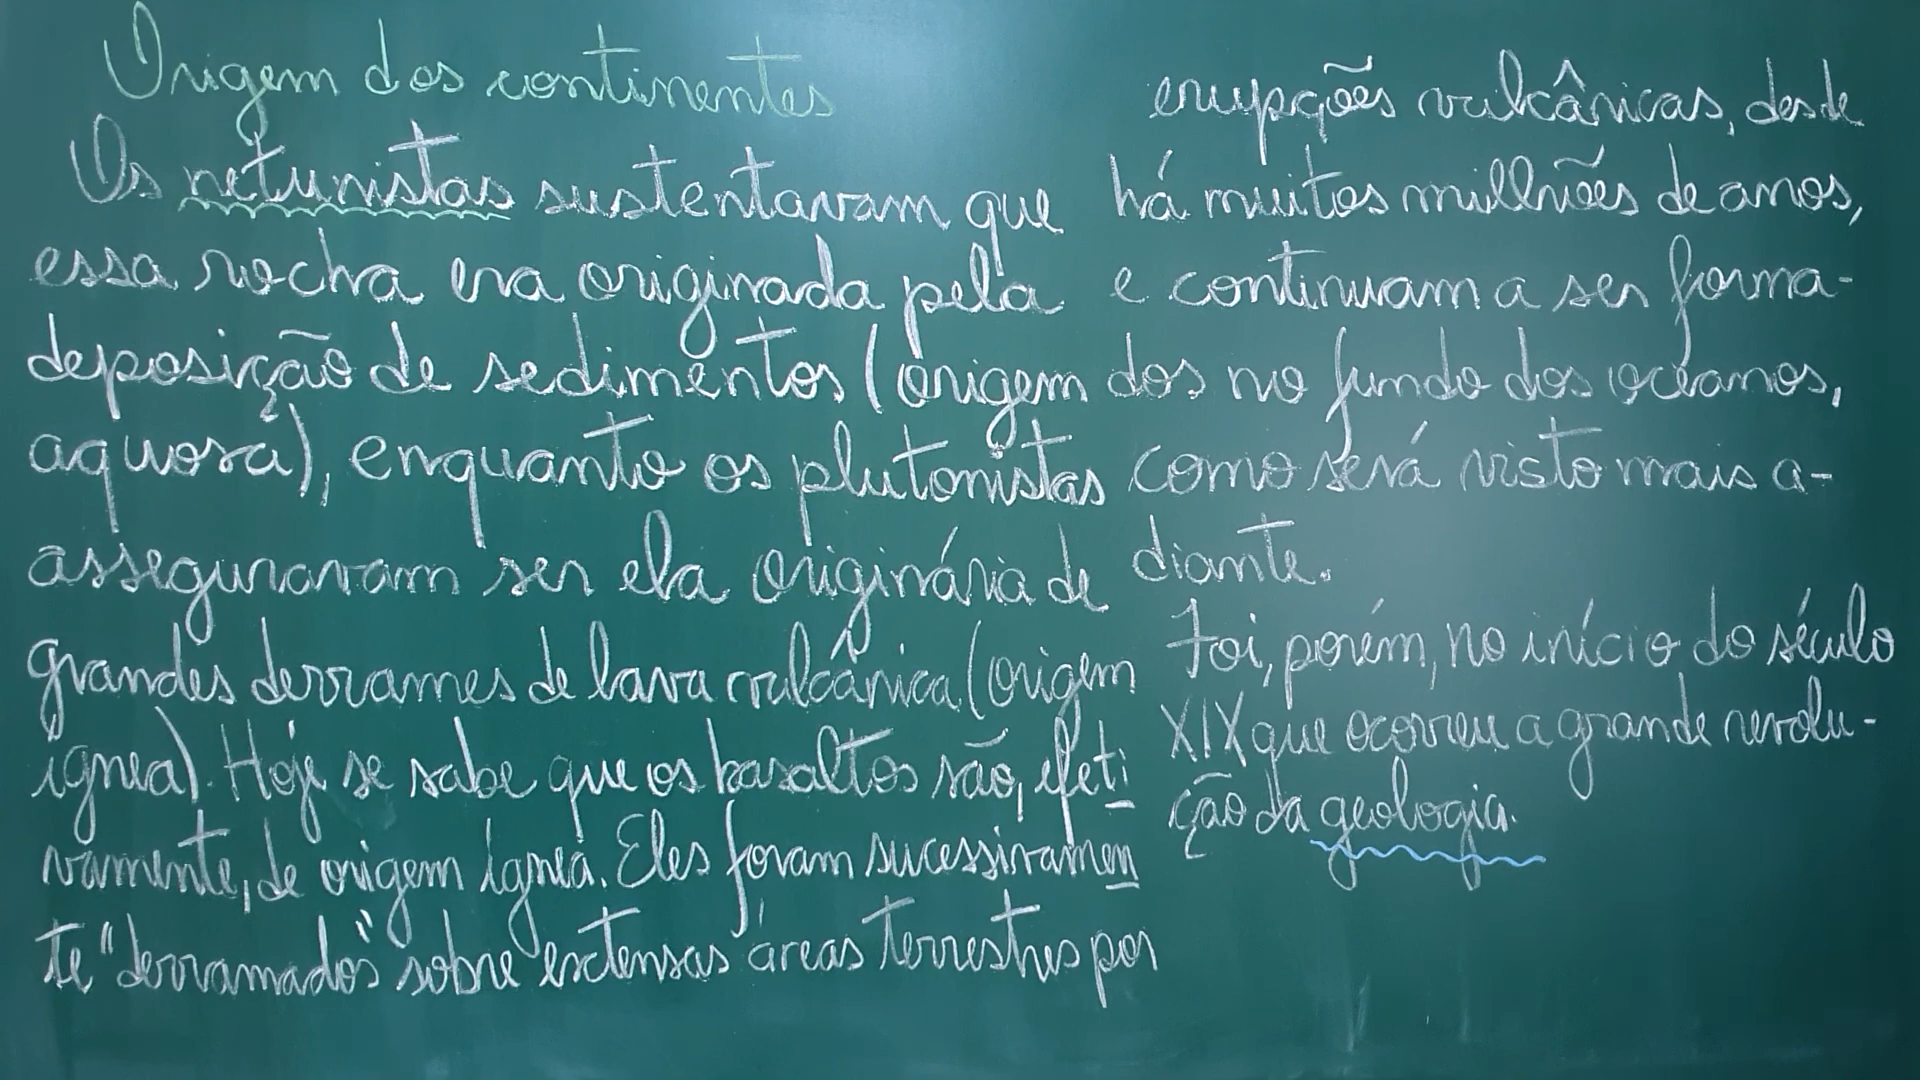 Origem dos continentes
Os netunistas sustentavam que
essa rocha era originada pela
deposição de sedimentos (origem
aquosa), enquanto os plutonistas
asseguravam ser ela originária de
grandes derrames de lava vulcânica (origem
ígnea). Hoje se sabe que os basaltos são, efeti
vamente, de origem ígnea. Eles foram sucessivamen
te "derramados" sobre extensas áreas terrestres por
erupções vulcânicas, desde
há muitos milhões de anos,
e continuam a ser forma-
dos no fundo dos oceanos,
como será visto mais a-
diante.
Foi, porém, no início do século
XIX que ocorreu a grande revolu-
ção da geologia.